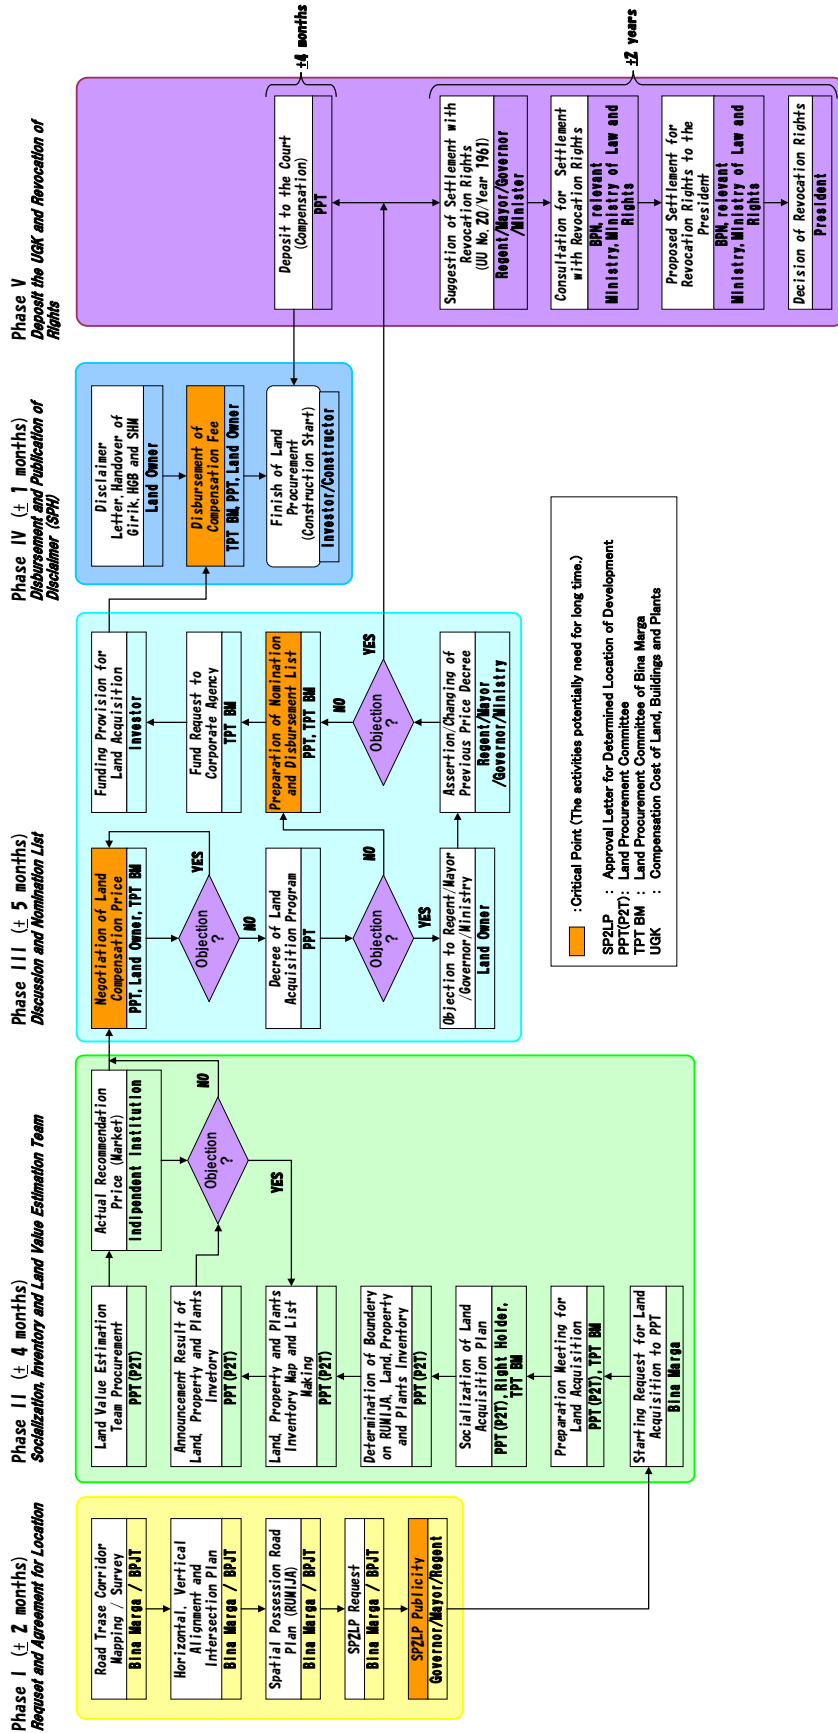 Phase I (± 2 months)
Requset and Agreement for Location
Road Trase Corridor
Mapping / Survey
Bina Marga / BPJT
Horizontal, Vertical
Alignment and
Intersection Plan
Bina Marga / BPJT
Spatial Possession Road
Plan (RUMIJA)
Bina Marga / BPJT
SP2LP Request
Bina Marga / BPJT
SP2LP Publicity
Governor/Mayor/Regent
Phase II (± 4 months)
Socialization, Inventory and Land Value Estimation Team
Land Value Estimation
Team Procurement
PPT(P2T)
Announcement Result of
Land, Property and Plants
Invetory
PPT(P2T)
Land, Property and Plants
Inventory Map and List
Making
PPT(P2T)
Determination of Boundary
on RUMIJA, Land, Property
and Plants Inventory
PPT(P2T)
Socialization of Land
Acquisition Plan
PPT(P2T), Right Holder,
TPT BM
Preparation Meeting for
Land Acquisition
PPT(P2T), TPT BM
Starting Request for Land
Acquisition to PPT
Bina Marga
Actual Recommendation
Price (Market)
Indipendent Institution
Objection
?
NO
YES
Phase III (± 5 months)
Discussion and Nomination List
Negotiation of Land
Compensation Price
PPT, Land Owner, TPT BM
Objection
?
YES
NO
Decree of Land
Acquisition Program
PPT
Objection
?
NO
YES
Objection to Regent/Mayor
/Governor/Ministry
Land Owner
Funding Provision for
Land Acquisition
Investor
Fund Request to
Corporate Agency
TPT BM
Preparation of Nomination
and Disbursement List
PPT, TPT BM
NO
Objection
?
YES
Assertion/Changing of
Previous Price Decree
Regent/Mayor
/Governor/Ministry
Phase IV (± 1 months)
Disbursement and Publication of
Disclaimer (SPH)
Disclaimer
Letter, Handover of
Girik, HGB and SHM
Land Owner
Disbursement of
Compensation Fee
TPT BM, PPT, Land Owner
Finish of Land
Procurement
(Construction Start)
Investor/Constructor
Phase V
Deposit the UGK and Revocation of
Rights
Deposit to the Court
(Compensation)
PPT
±4 months
Suggestion of Settlement with
Revocation Rights
(UU No. 20/Year 1961)
Regent/Mayor/Governor
/Minister
Consultation for Settlement
with Revocation Rights
BPN, relevant
Ministry, Ministry of Law and
Rights
Proposed Settlement for
Revocation Rights to the
President
BPN, relevant
Ministry, Ministry of Law and
Rights
Decision of Revocation Rights
President
±2 years
:Critical Point (The activities potentially need for long time.)
SP2LP : Approval Letter for Determined Location of Development
PPT(P2T): Land Procurement Committee
TPT BM : Land Procurement Committee of Bina Marga
UGK : Compensation Cost of Land, Buildings and Plants